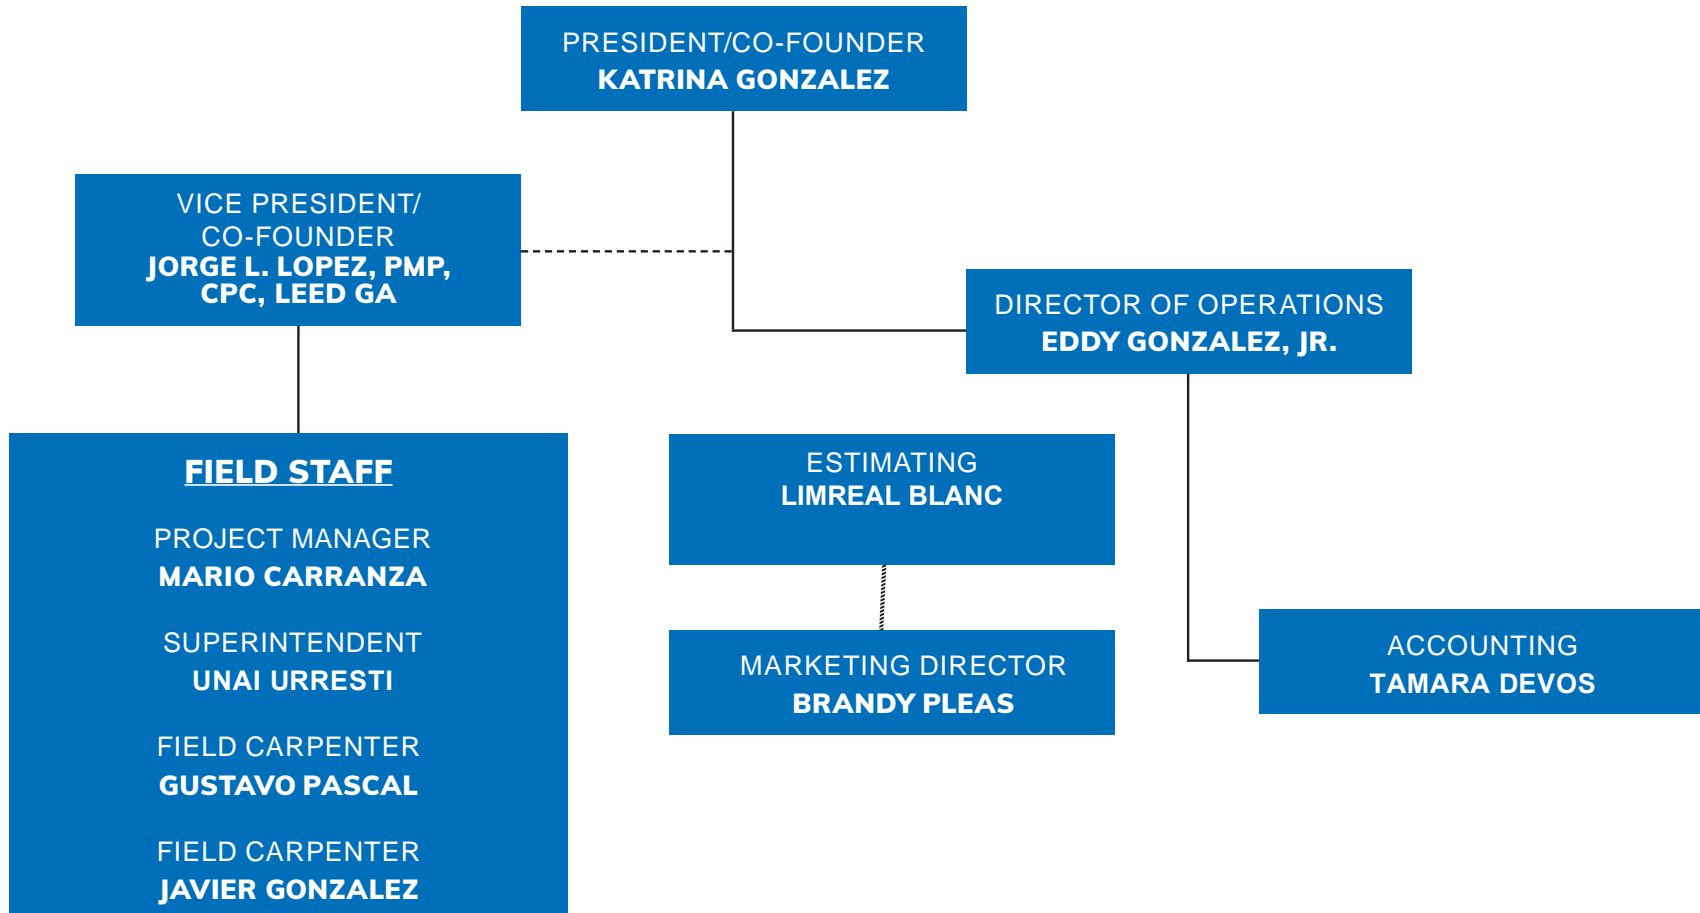 PRESIDENT/CO-FOUNDER
KATRINA GONZALEZ
VICE PRESIDENT/
CO-FOUNDER
JORGE L. LOPEZ, PMP,
CPC, LEED GA
DIRECTOR OF OPERATIONS
EDDY GONZALEZ, JR.
FIELD STAFF
PROJECT MANAGER
MARIO CARRANZA
SUPERINTENDENT
UNAI URRESTI
FIELD CARPENTER
GUSTAVO PASCAL
FIELD CARPENTER
JAVIER GONZALEZ
ESTIMATING
LIMREAL BLANC
MARKETING DIRECTOR
BRANDY PLEAS
ACCOUNTING
TAMARA DEVOS